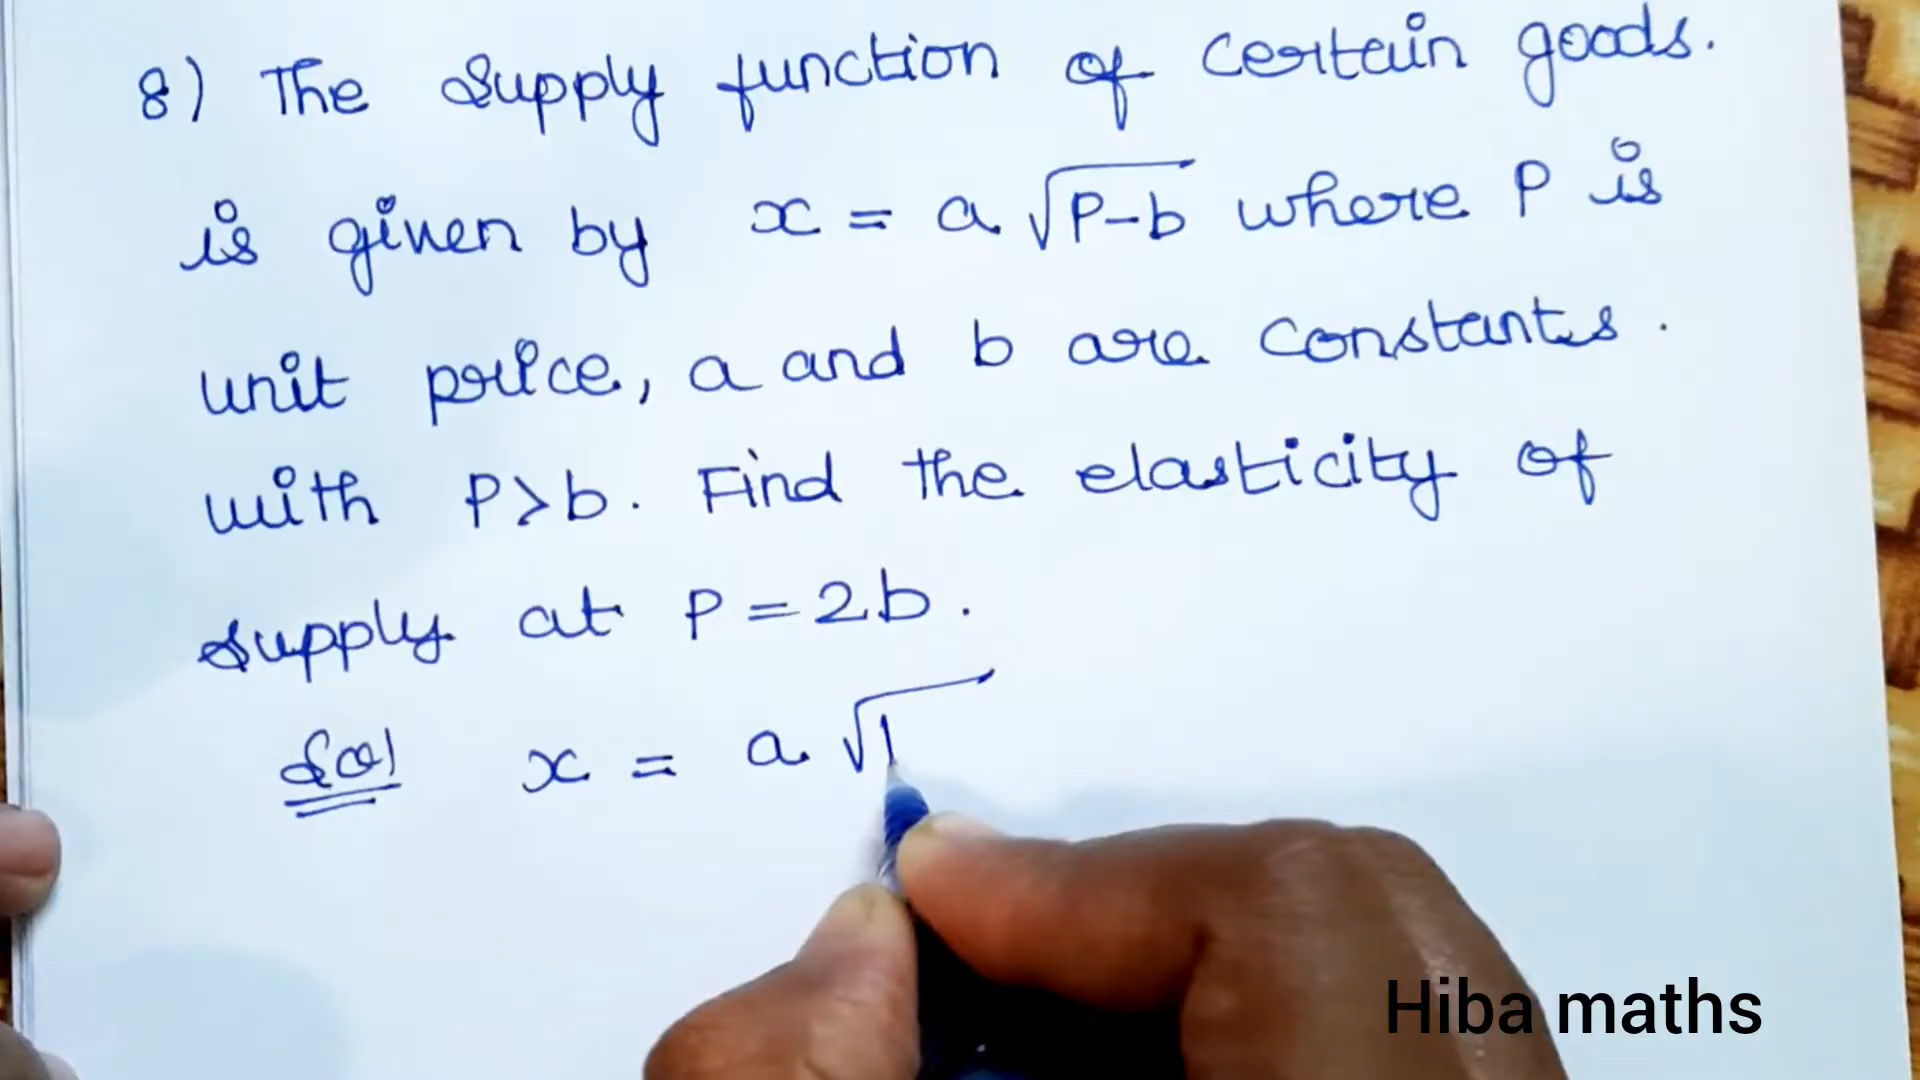 8) The supply function of certain goods.
is given by x = a √P-b where P is
unit price, a and b are constants.
with P>b. Find the elasticity of
supply at P = 2b.
Sol x = a √
Hiba maths